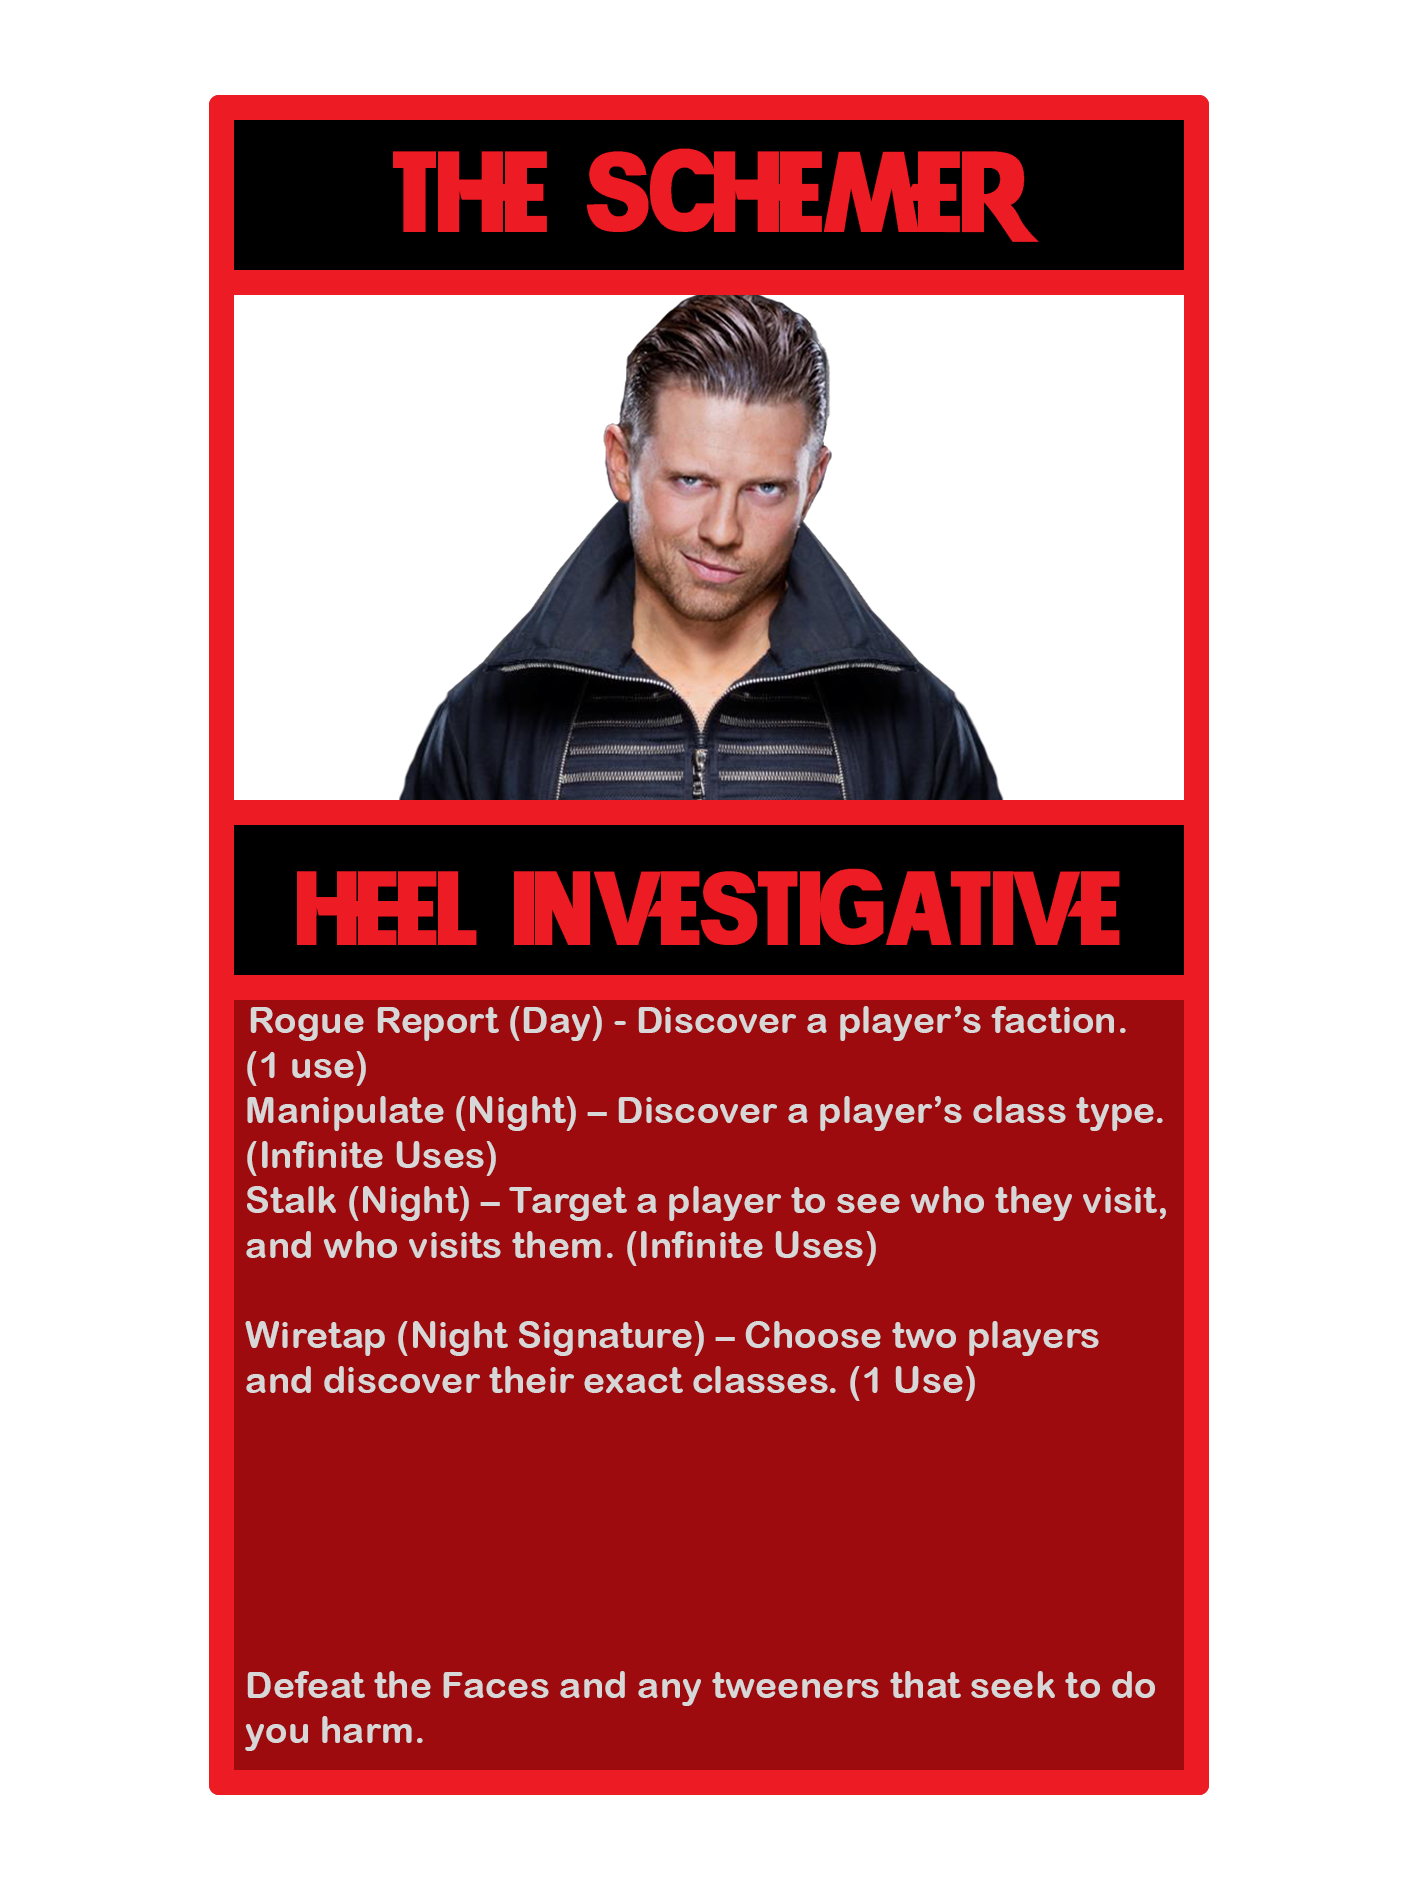 THE SCHEMER
HEEL INVESTIGATIVE
Rogue Report (Day) - Discover a player’s faction.
(1 use)
Manipulate (Night) – Discover a player’s class type.
(Infinite Uses)
Stalk (Night) – Target a player to see who they visit,
and who visits them. (Infinite Uses)
Wiretap (Night Signature) – Choose two players
and discover their exact classes. (1 Use)
Defeat the Faces and any tweeners that seek to do
you harm.